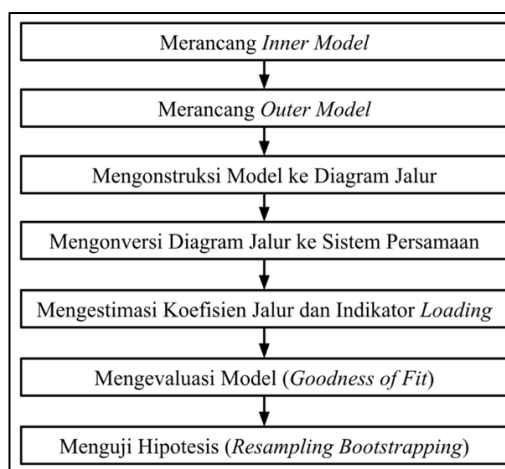 Merancang Inner Model
Merancang Outer Model
Mengonstruksi Model ke Diagram Jalur
Mengonversi Diagram Jalur ke Sistem Persamaan
Mengestimasi Koefisien Jalur dan Indikator Loading
Mengevaluasi Model (Goodness of Fit)
Menguji Hipotesis (Resampling Bootstrapping)